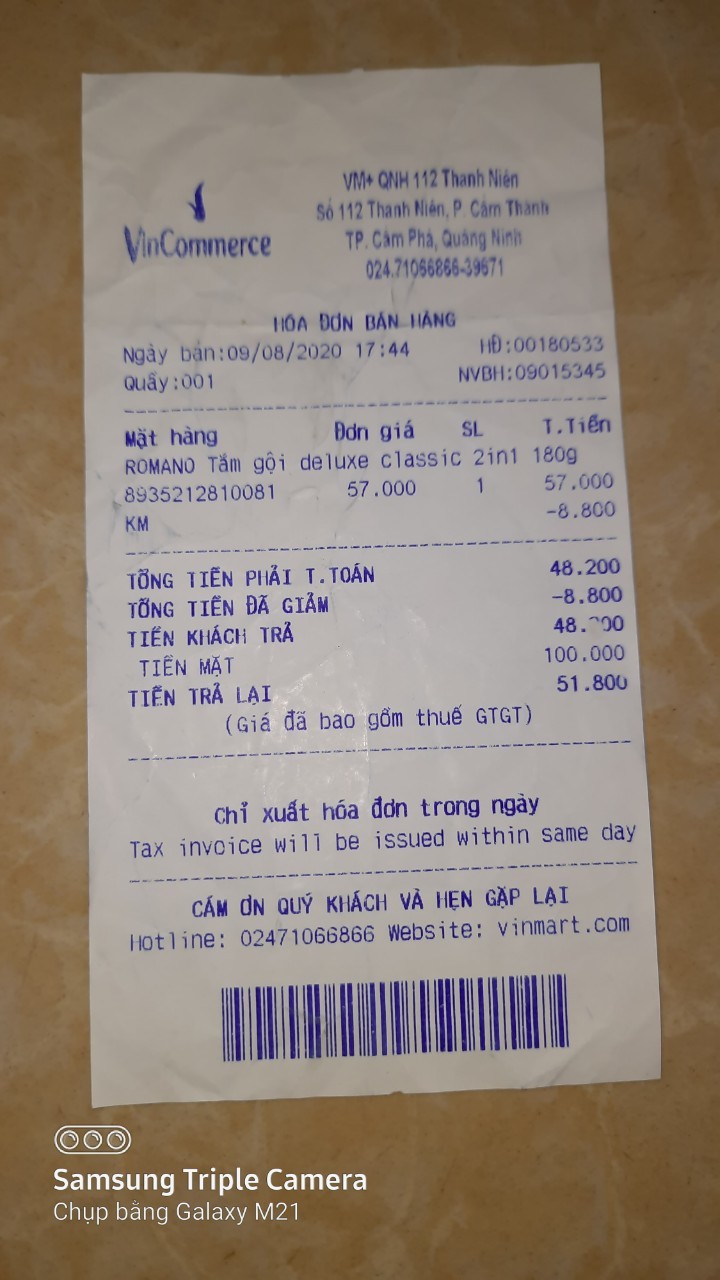 VinCommerce
VM+ QNH 112 Thanh Niên
Số 112 Thanh Niên, P. Cẩm Thành
TP. Cẩm Phả, Quảng Ninh
024.71066866-39671
HÓA ĐƠN BÁN HÀNG
Ngày bán:09/08/2020 17:44 HĐ:00180533
Quầy:001 NVBH:09015345
Mặt hàng Đơn giá SL T.Tiền
ROMANO Tắm gội deluxe classic 2in1 180g
8935212810081 57.000 1 57.000
KM -8.800
TỔNG TIỀN PHẢI T.TOÁN 48.200
TỔNG TIỀN ĐÃ GIẢM -8.800
TIỀN KHÁCH TRẢ
TIỀN MẶT 100.000
TIỀN TRẢ LẠI 51.800
(Giá đã bao gồm thuế GTGT)
Chỉ xuất hóa đơn trong ngày
Tax invoice will be issued within same day
CÁM ƠN QUÝ KHÁCH VÀ HẸN GẶP LẠI
Hotline: 02471066866 Website: vinmart.com
Samsung Triple Camera
Chụp bằng Galaxy M21